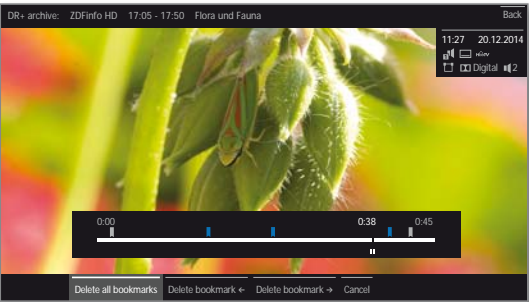 DR+ archive: ZDFinfo HD 17:05 - 17:50 Flora und Fauna Back
11:27 20.12.2014
Digital 2
0:00 0:38 0:45
Delete all bookmarks Delete bookmark ← Delete bookmark → Cancel